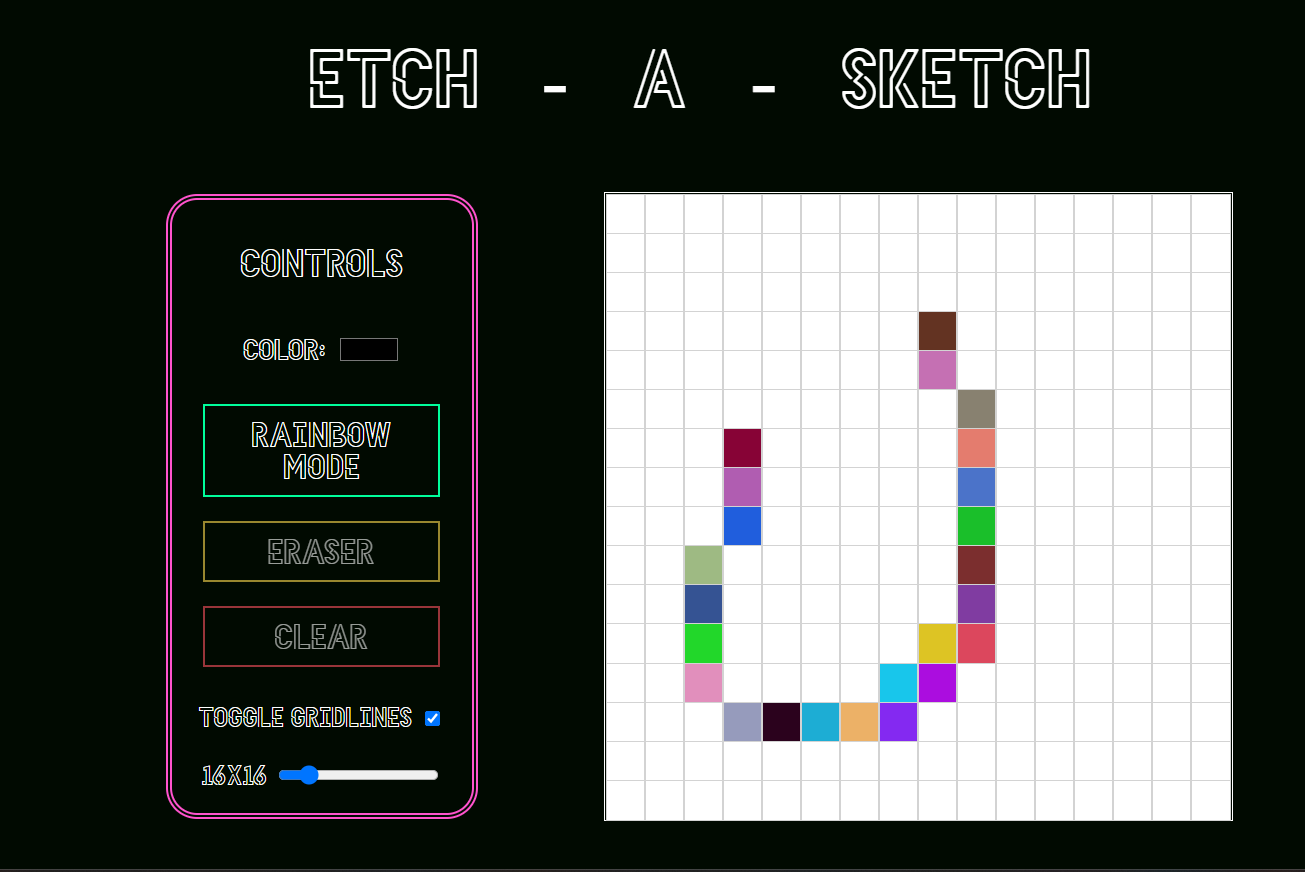 ETCH - A - SKETCH
CONTROLS
COLOR:
RAINBOW
MODE
ERASER
CLEAR
TOGGLE GRIDLINES
16X16